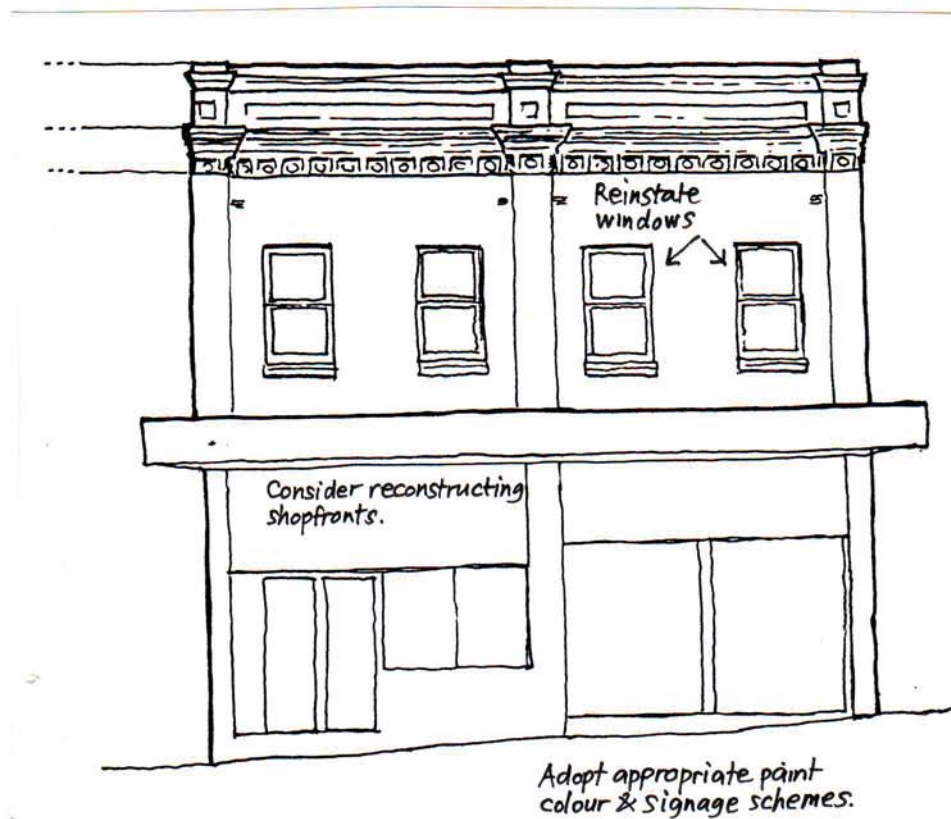 Reinstate
windows
Consider reconstructing
shopfronts.
Adopt appropriate paint
colour & signage schemes.